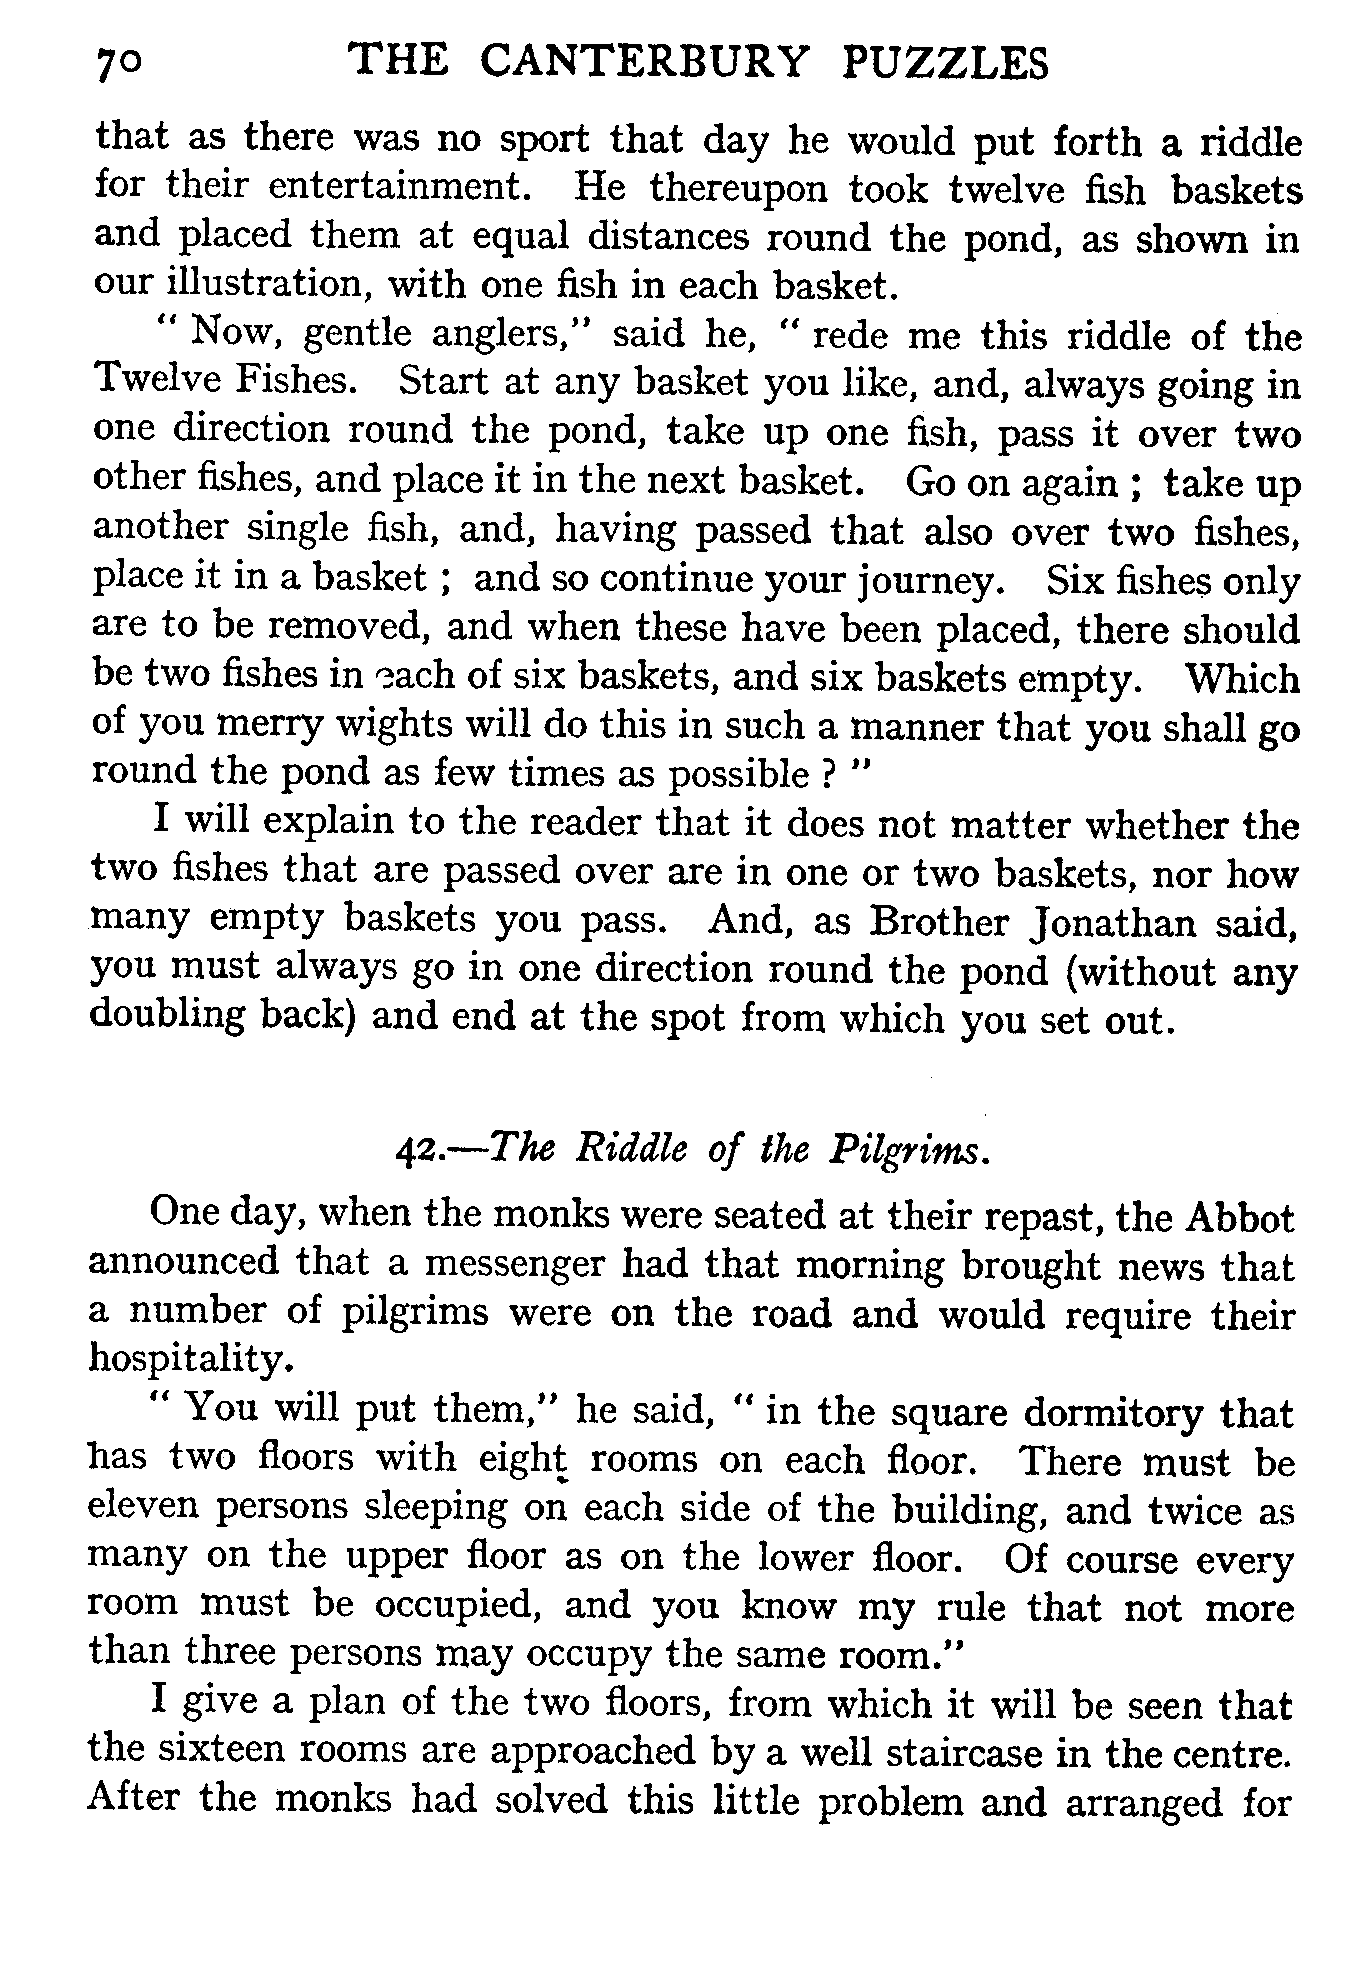 70 THE CANTERBURY PUZZLES
that as there was no sport that day he would put forth a riddle
for their entertainment. He thereupon took twelve fish baskets
and placed them at equal distances round the pond, as shown in
our illustration, with one fish in each basket.
" Now, gentle anglers," said he, " rede me this riddle of the
Twelve Fishes. Start at any basket you like, and, always going in
one direction round the pond, take up one fish, pass it over two
other fishes, and place it in the next basket. Go on again ; take up
another single fish, and, having passed that also over two fishes,
place it in a basket ; and so continue your journey. Six fishes only
are to be removed, and when these have been placed, there should
be two fishes in each of six baskets, and six baskets empty. Which
of you merry wights will do this in such a manner that you shall go
round the pond as few times as possible ? "
I will explain to the reader that it does not matter whether the
two fishes that are passed over are in one or two baskets, nor how
many empty baskets you pass. And, as Brother Jonathan said,
you must always go in one direction round the pond (without any
doubling back) and end at the spot from which you set out.
42.—The Riddle of the Pilgrims.
One day, when the monks were seated at their repast, the Abbot
announced that a messenger had that morning brought news that
a number of pilgrims were on the road and would require their
hospitality.
" You will put them," he said, " in the square dormitory that
has two floors with eight rooms on each floor. There must be
eleven persons sleeping on each side of the building, and twice as
many on the upper floor as on the lower floor. Of course every
room must be occupied, and you know my rule that not more
than three persons may occupy the same room."
I give a plan of the two floors, from which it will be seen that
the sixteen rooms are approached by a well staircase in the centre.
After the monks had solved this little problem and arranged for